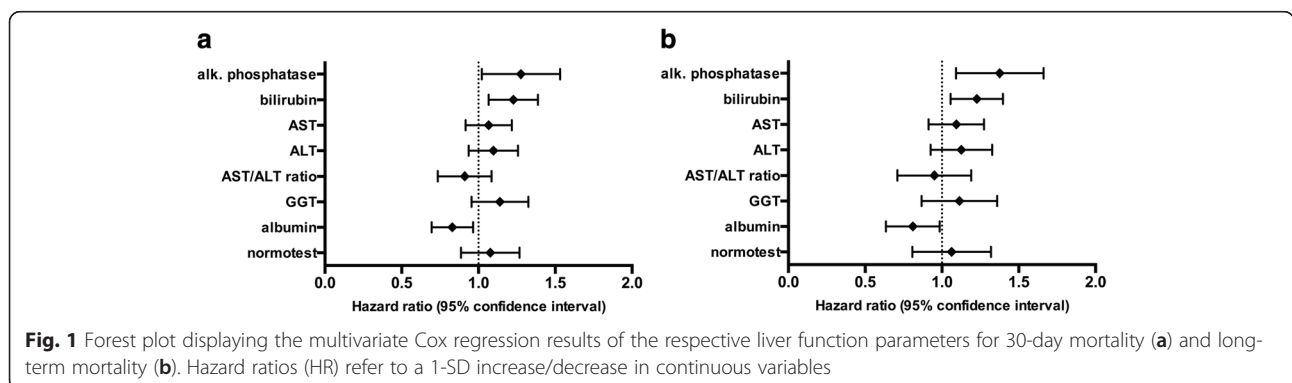 a
alk. phosphatase
bilirubin
AST
ALT
AST/ALT ratio
GGT
albumin
normotest
0.0 0.5 1.0 1.5 2.0
Hazard ratio (95% confidence interval)
b
alk. phosphatase
bilirubin
AST
ALT
AST/ALT ratio
GGT
albumin
normotest
0.0 0.5 1.0 1.5 2.0
Hazard ratio (95% confidence interval)
Fig. 1 Forest plot displaying the multivariate Cox regression results of the respective liver function parameters for 30-day mortality (a) and long-
term mortality (b). Hazard ratios (HR) refer to a 1-SD increase/decrease in continuous variables